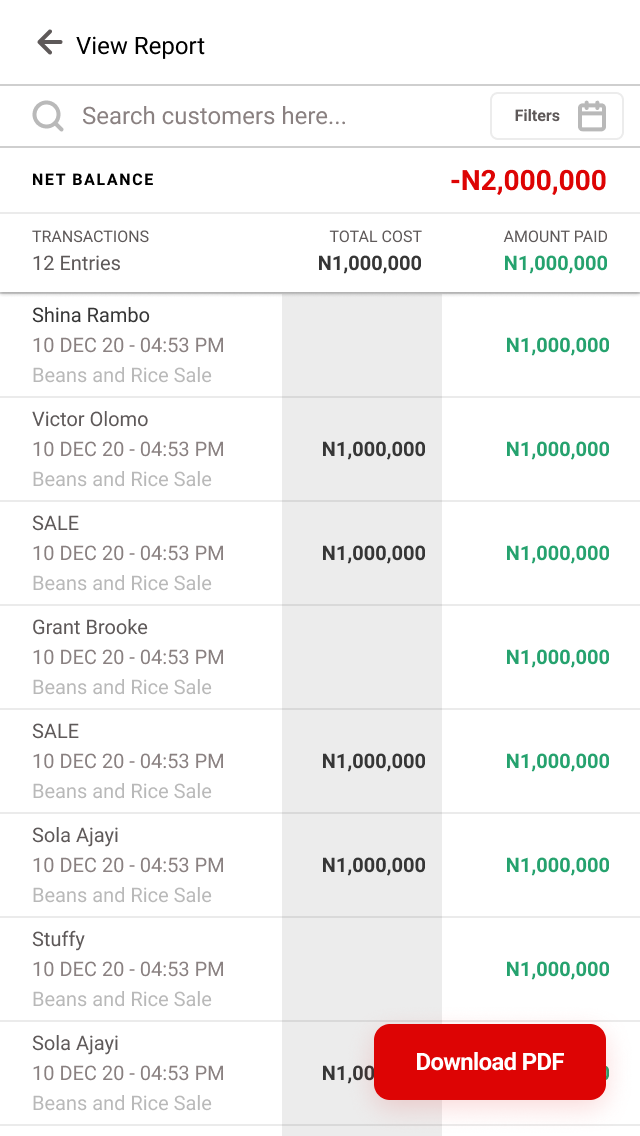 View Report
Search customers here...
Filters
NET BALANCE -N2,000,000
TRANSACTIONS TOTAL COST AMOUNT PAID
12 Entries N1,000,000 N1,000,000
Shina Rambo
10 DEC 20 - 04:53 PM N1,000,000
Beans and Rice Sale
Victor Olomo
10 DEC 20 - 04:53 PM N1,000,000 N1,000,000
Beans and Rice Sale
SALE
10 DEC 20 - 04:53 PM N1,000,000 N1,000,000
Beans and Rice Sale
Grant Brooke
10 DEC 20 - 04:53 PM N1,000,000
Beans and Rice Sale
SALE
10 DEC 20 - 04:53 PM N1,000,000 N1,000,000
Beans and Rice Sale
Sola Ajayi
10 DEC 20 - 04:53 PM N1,000,000 N1,000,000
Beans and Rice Sale
Stuffy
10 DEC 20 - 04:53 PM N1,000,000
Beans and Rice Sale
Sola Ajayi
10 DEC 20 - 04:53 PM N1,00
Beans and Rice Sale
Download PDF